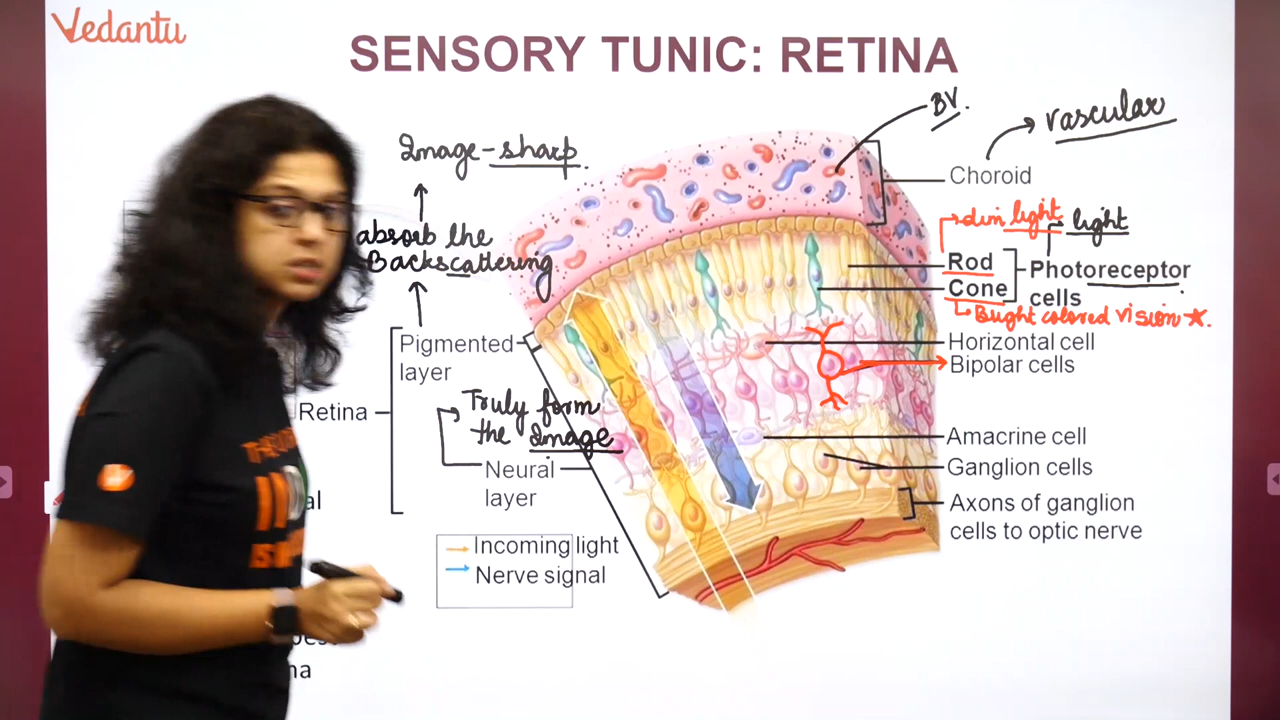 Vedantu
SENSORY TUNIC: RETINA
BV.
vascular
Image-sharp
Choroid
dim light
light
absorb the
Backscattering
Rod
Cone
Photoreceptor
cells
Bright colored vision
Pigmented
layer
Horizontal cell
Bipolar cells
Retina
Truly form
the Image
Neural
layer
Amacrine cell
Ganglion cells
Axons of ganglion
cells to optic nerve
Incoming light
Nerve signal